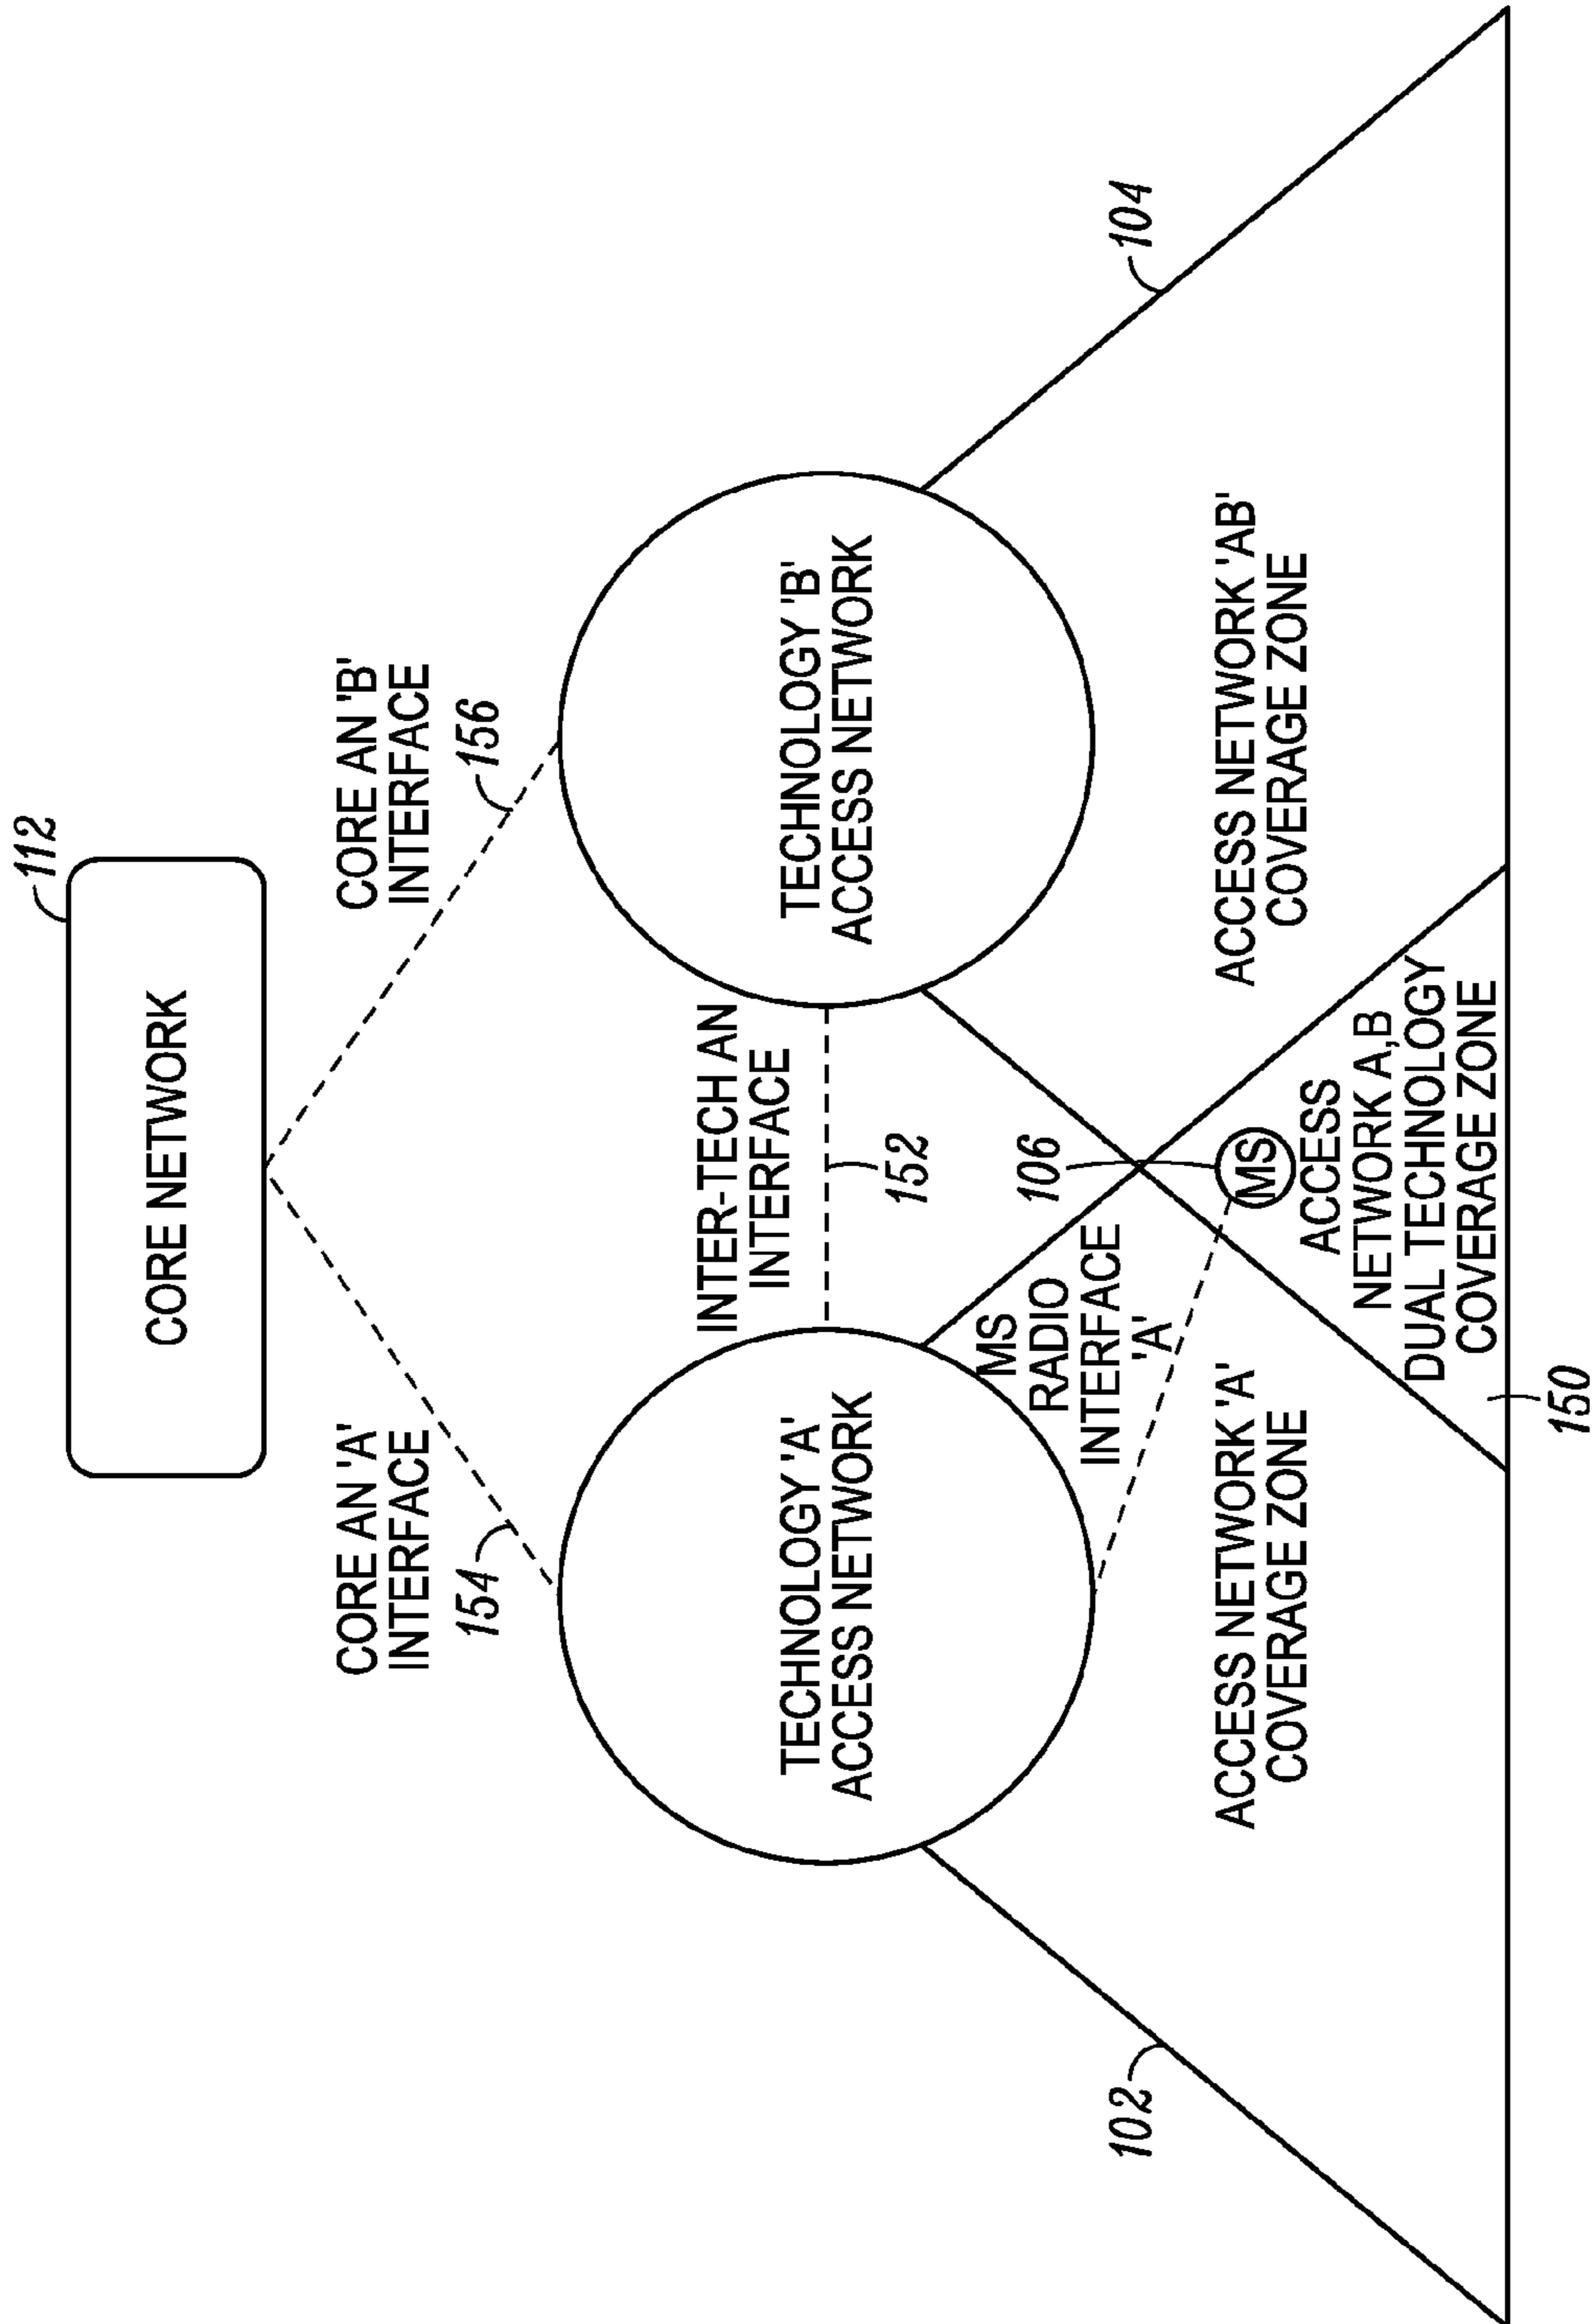 112
CORE NETWORK
CORE AN 'A'
INTERFACE
154
CORE AN 'B'
INTERFACE
156
INTER-TECH AN
INTERFACE
152
TECHNOLOGY 'A'
ACCESS NETWORK
TECHNOLOGY 'B'
ACCESS NETWORK
MS
RADIO
INTERFACE
'A'
106
102
104
MS
ACCESS NETWORK 'A'
COVERAGE ZONE
ACCESS NETWORK 'AB'
COVERAGE ZONE
ACCESS
NETWORK A,B
DUAL TECHNOLOGY
COVERAGE ZONE
150